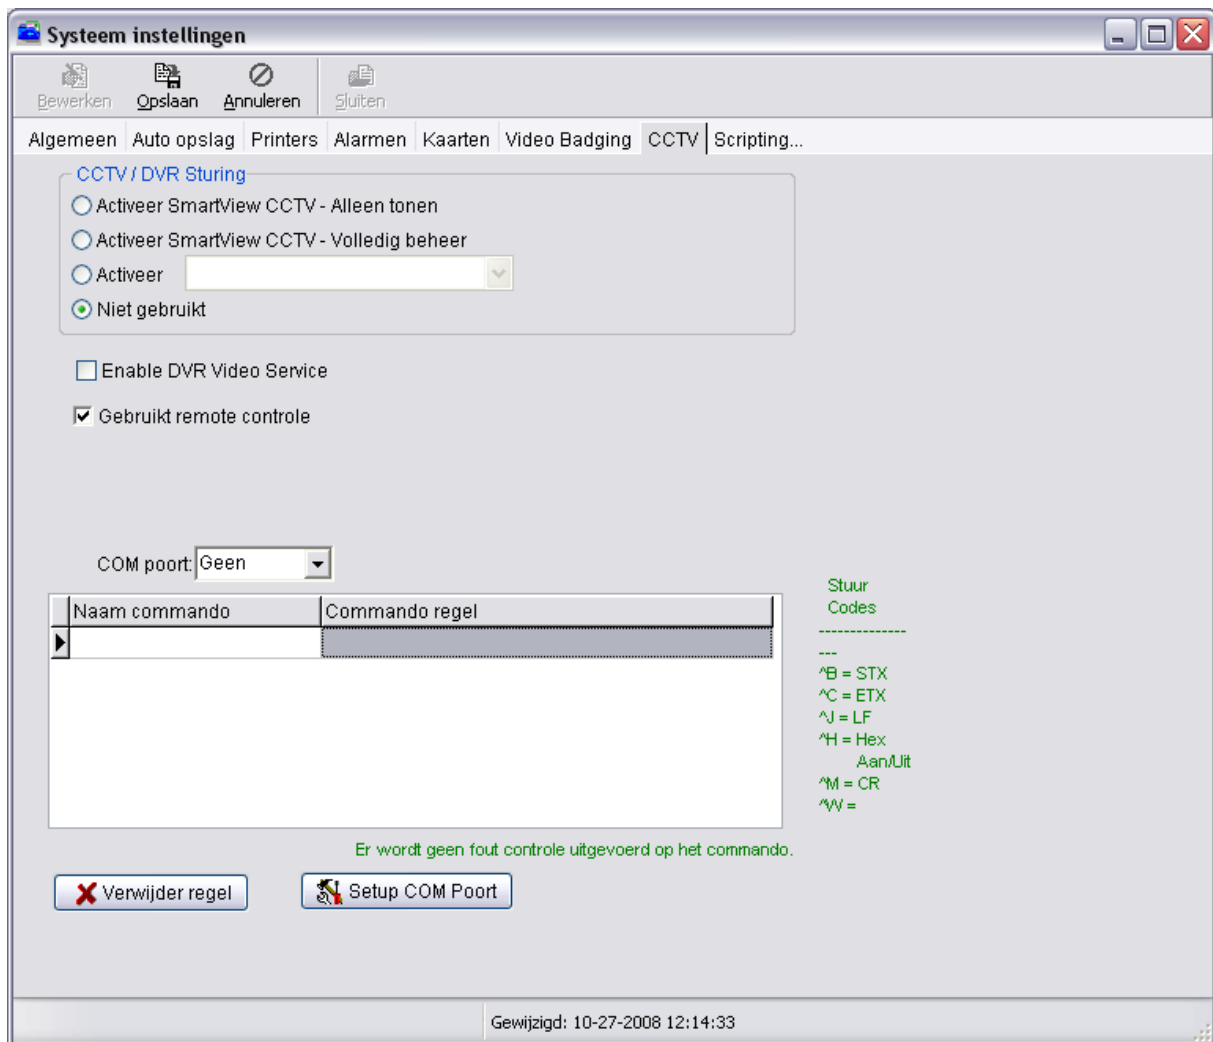 Systeem instellingen
Bewerken Opslaan Annuleren Sluiten
Algemeen Auto opslag Printers Alarmen Kaarten Video Badging CCTV Scripting...
CCTV / DVR Sturing
Activeer SmartView CCTV - Alleen tonen
Activeer SmartView CCTV - Volledig beheer
Activeer
Niet gebruikt
Enable DVR Video Service
Gebruikt remote controle
COM poort: Geen
Naam commando Commando regel
Stuur
Codes
--------------
---
^B = STX
^C = ETX
^J = LF
^H = Hex
Aan/Uit
^M = CR
^W =
Er wordt geen fout controle uitgevoerd op het commando.
Verwijder regel Setup COM Poort
Gewijzigd: 10-27-2008 12:14:33